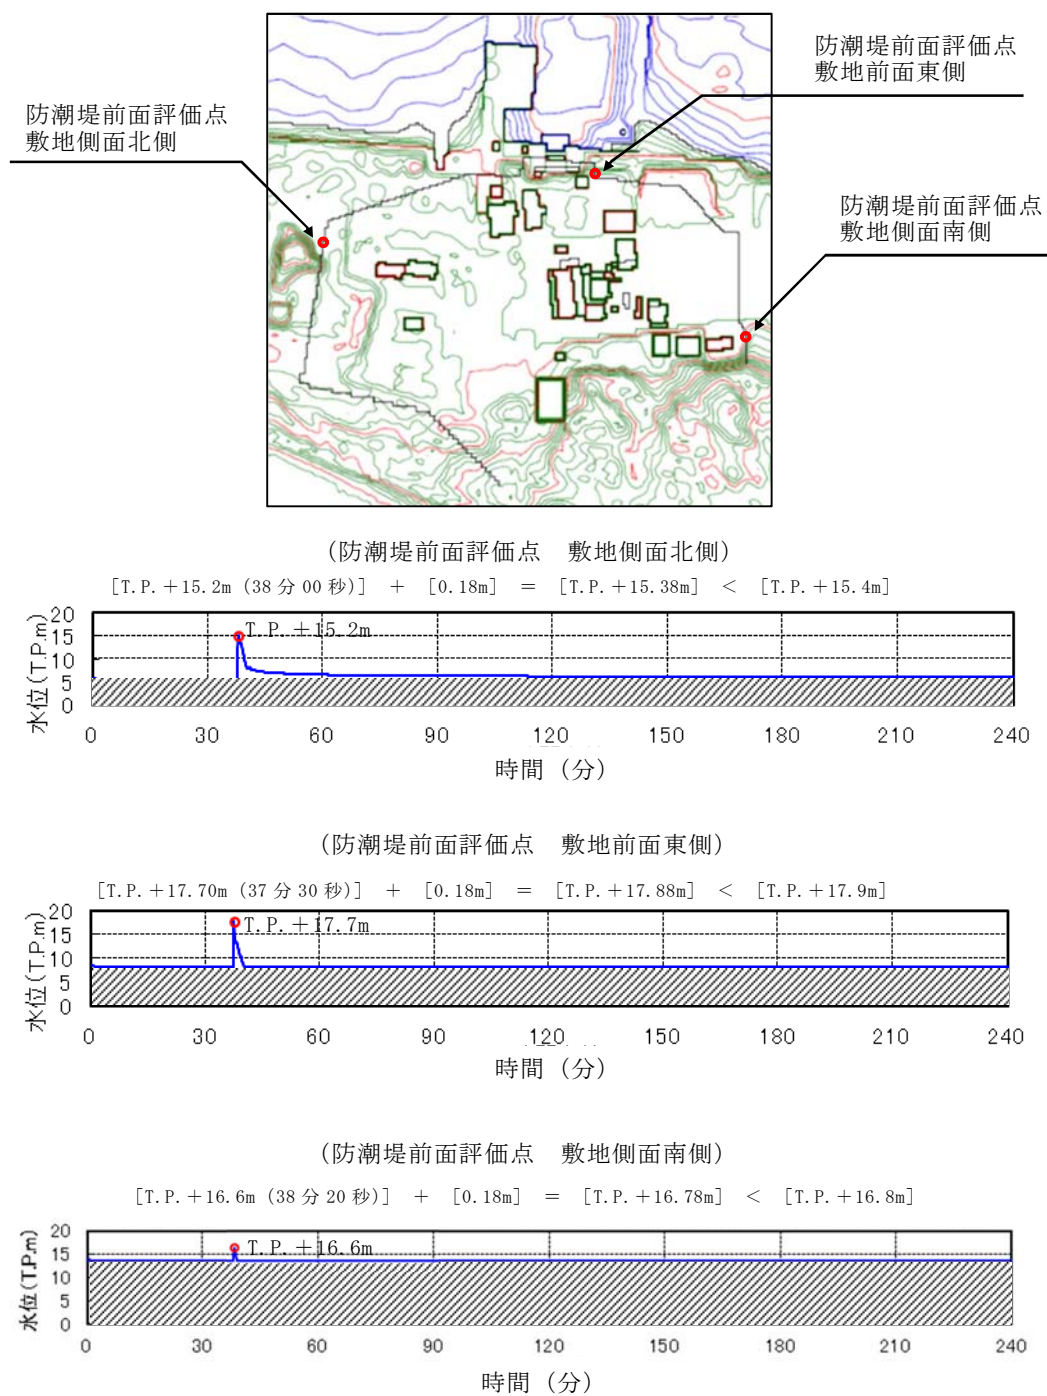 防潮堤前面評価点
敷地前面東側
防潮堤前面評価点
敷地側面北側
防潮堤前面評価点
敷地側面南側
（防潮堤前面評価点　敷地側面北側）
[T.P.＋15.2m（38分00秒）] ＋ [0.18m] ＝ [T.P.＋15.38m] ＜ [T.P.＋15.4m]
水位(T.P.m)
20
15
10
5
0
T.P.＋15.2m
0 30 60 90 120 150 180 210 240
時間（分）
（防潮堤前面評価点　敷地前面東側）
[T.P.＋17.70m（37分30秒）] ＋ [0.18m] ＝ [T.P.＋17.88m] ＜ [T.P.＋17.9m]
水位(T.P.m)
20
15
10
5
0
T.P.＋17.7m
0 30 60 90 120 150 180 210 240
時間（分）
（防潮堤前面評価点　敷地側面南側）
[T.P.＋16.6m（38分20秒）] ＋ [0.18m] ＝ [T.P.＋16.78m] ＜ [T.P.＋16.8m]
水位(T.P.m)
20
15
10
5
0
T.P.＋16.6m
0 30 60 90 120 150 180 210 240
時間（分）